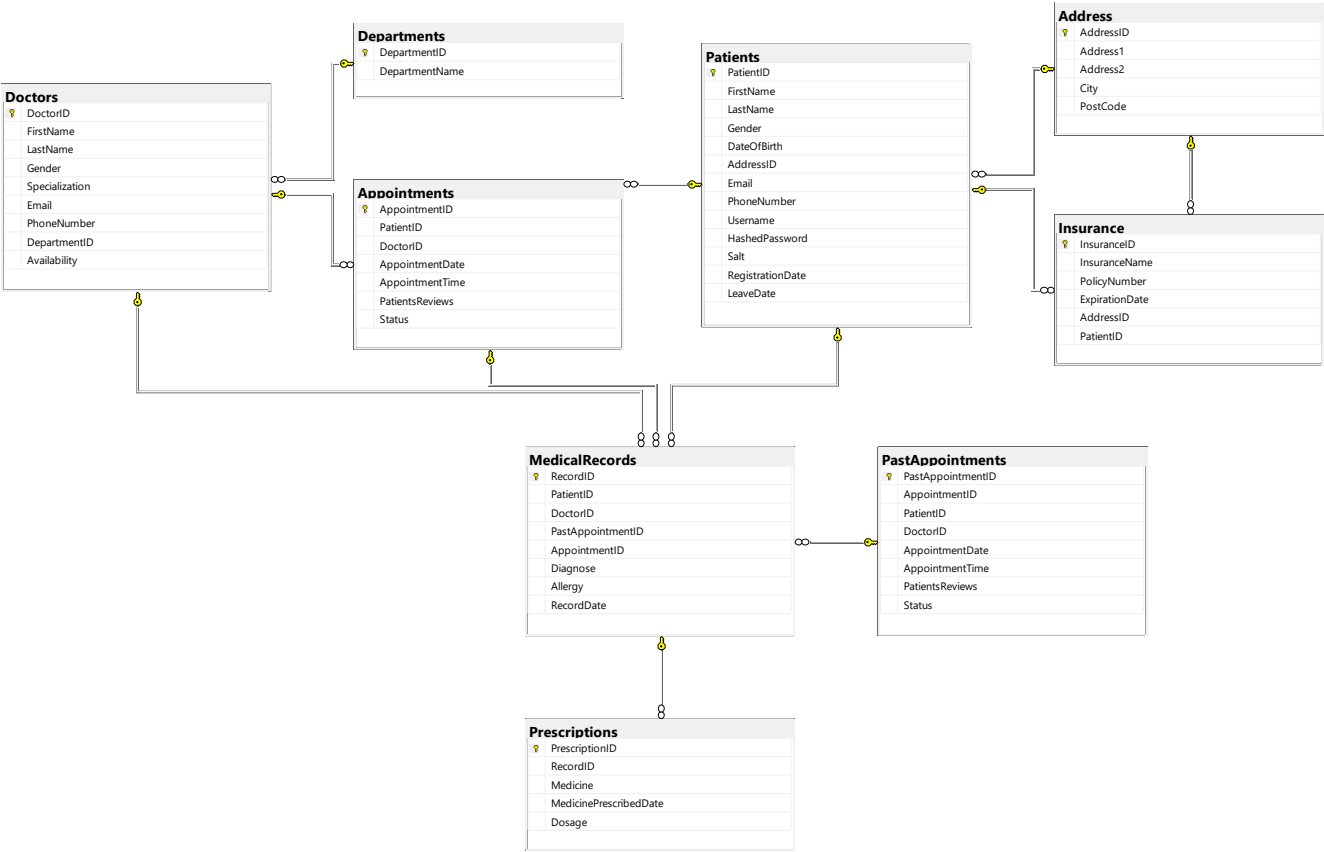 Departments
DepartmentID
DepartmentName
Doctors
DoctorID
FirstName
LastName
Gender
Specialization
Email
PhoneNumber
DepartmentID
Availability
Appointments
AppointmentID
PatientID
DoctorID
AppointmentDate
AppointmentTime
PatientsReviews
Status
Patients
PatientID
FirstName
LastName
Gender
DateOfBirth
AddressID
Email
PhoneNumber
Username
HashedPassword
Salt
RegistrationDate
LeaveDate
Address
AddressID
Address1
Address2
City
PostCode
Insurance
InsuranceID
InsuranceName
PolicyNumber
ExpirationDate
AddressID
PatientID
MedicalRecords
RecordID
PatientID
DoctorID
PastAppointmentID
AppointmentID
Diagnose
Allergy
RecordDate
PastAppointments
PastAppointmentID
AppointmentID
PatientID
DoctorID
AppointmentDate
AppointmentTime
PatientsReviews
Status
Prescriptions
PrescriptionID
RecordID
Medicine
MedicinePrescribedDate
Dosage